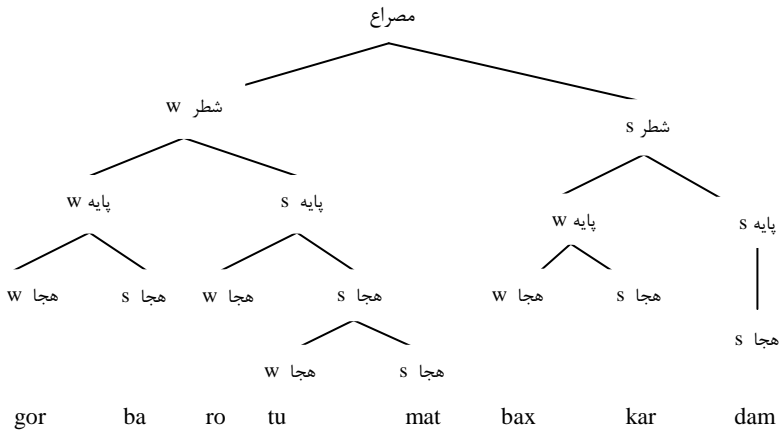 مصراع
شطر w شطر s
پایه w پایه s پایه w پایه s
هجا w هجا s هجا w هجا s هجا w هجا s
هجا s
هجا w هجا s
gor ba ro tu mat bax kar dam